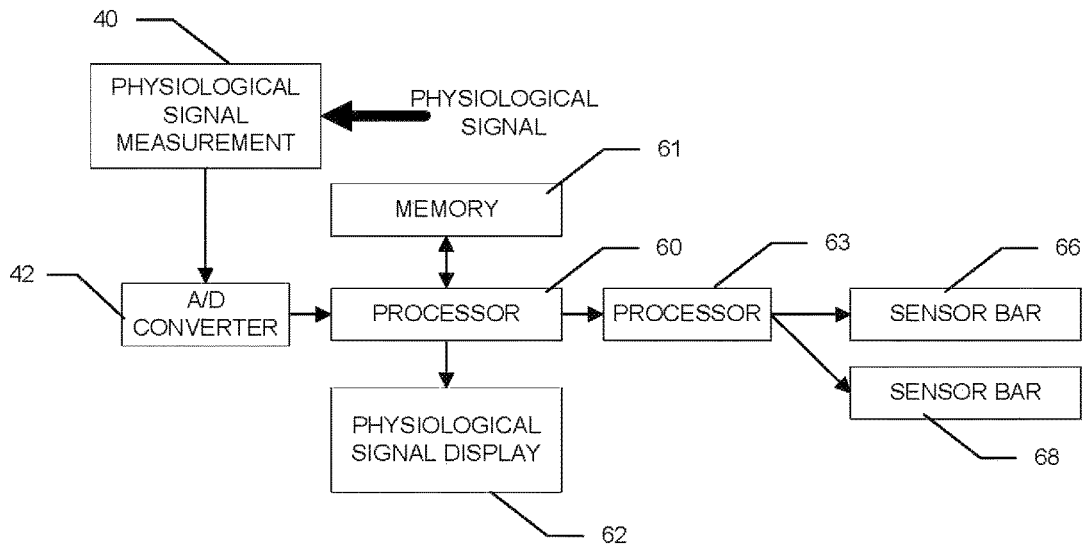 40
PHYSIOLOGICAL
SIGNAL
MEASUREMENT
PHYSIOLOGICAL
SIGNAL
61
MEMORY
42
A/D
CONVERTER
60
PROCESSOR
63
PROCESSOR
66
SENSOR BAR
SENSOR BAR
68
PHYSIOLOGICAL
SIGNAL DISPLAY
62